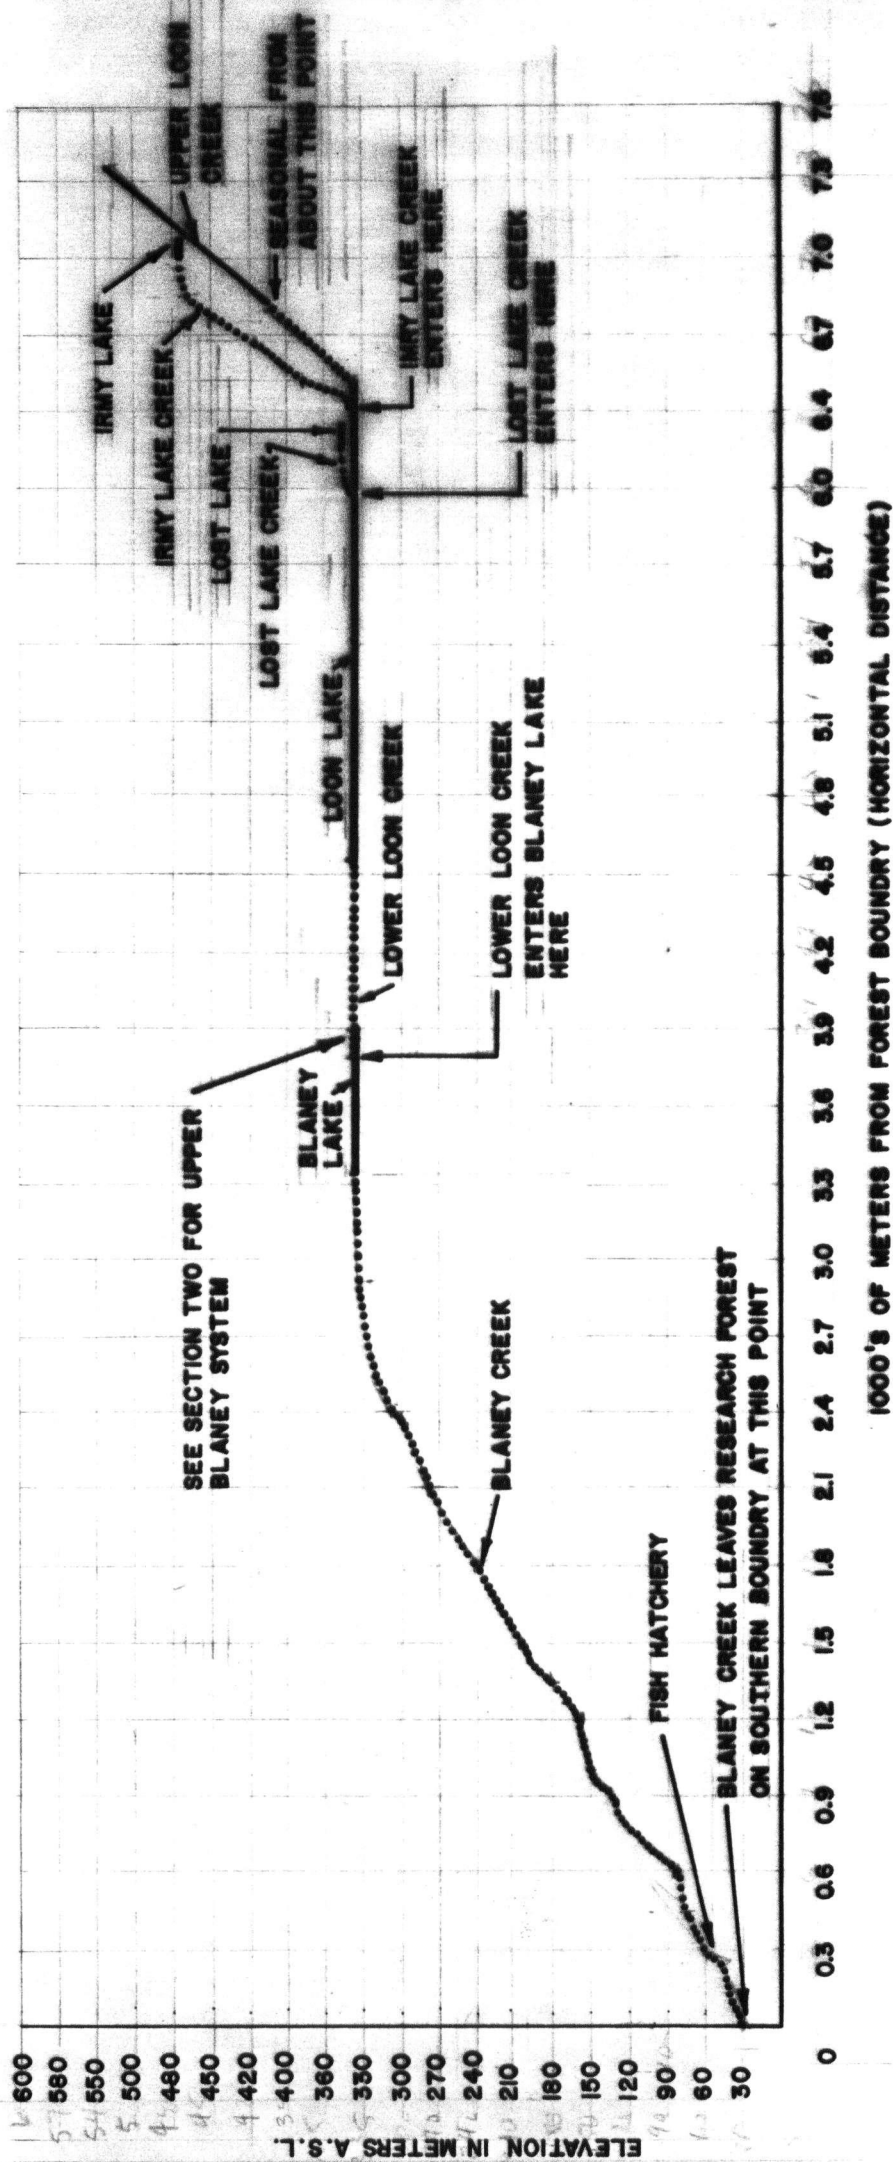 ELEVATION IN METERS A.S.L.
600
580
550
500
480
450
400
360
350
300
270
240
210
180
150
120
90
60
30
IRMY LAKE
UPPER LOON
CREEK
IRMY LAKE CREEK
SEASONAL FROM
ABOUT THIS POINT
LOST LAKE
LOST LAKE CREEK
IMNY LAKE CREEK
ENTERS HERE
LOST LAKE CREEK
ENTERS HERE
LOON LAKE
LOWER LOON CREEK
LOWER LOON CREEK
ENTERS BLANEY LAKE
HERE
SEE SECTION TWO FOR UPPER
BLANEY SYSTEM
BLANEY
LAKE
BLANEY CREEK
FISH HATCHERY
BLANEY CREEK LEAVES RESEARCH FOREST
ON SOUTHERN BOUNDRY AT THIS POINT
0 0.3 0.6 0.9 1.2 1.5 1.8 2.1 2.4 2.7 3.0 3.3 3.6 3.9 4.2 4.5 4.8 5.1 5.4 5.7 6.0 6.4 6.7 7.0 7.3 7.6
1000'S OF METERS FROM FOREST BOUNDRY (HORIZONTAL DISTANCE)